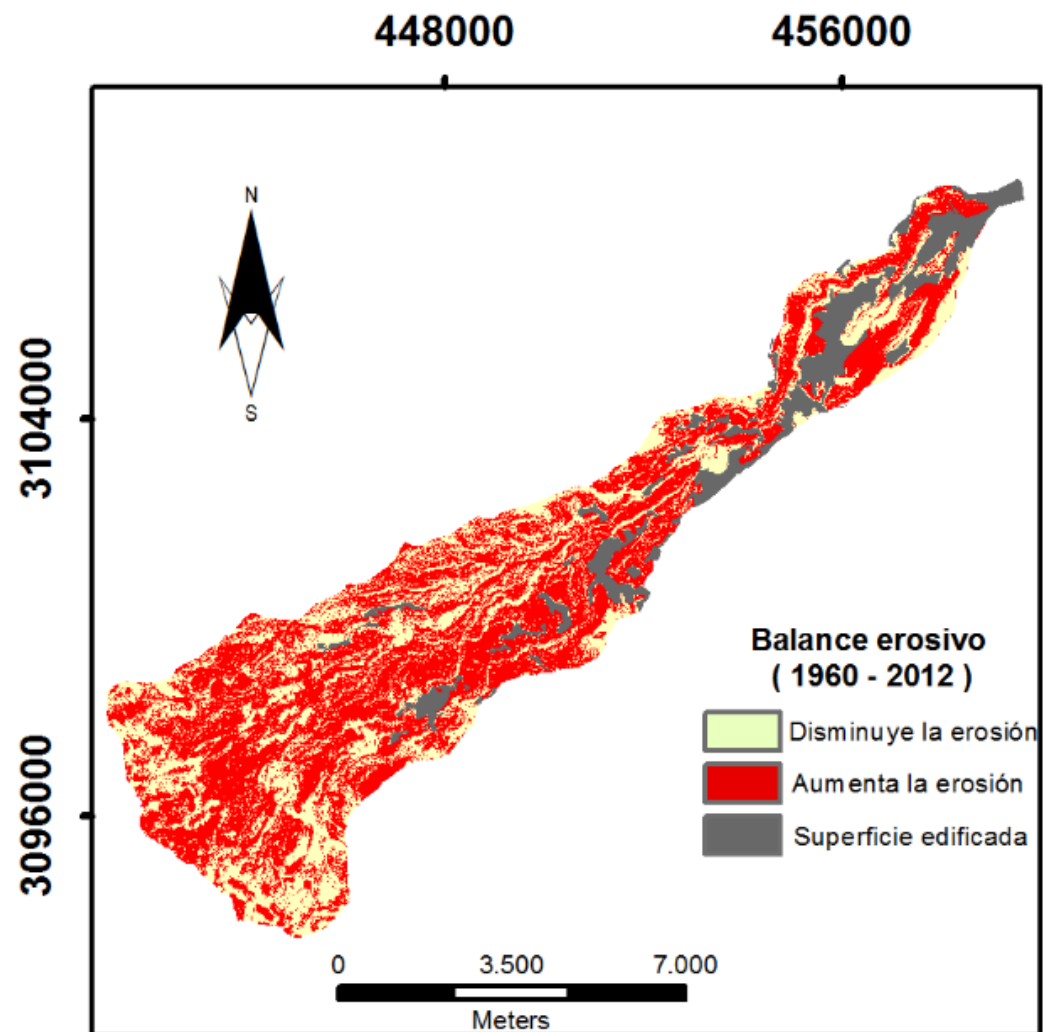 448000 456000
N
S
3104000
3096000
Balance erosivo
( 1960 - 2012 )
Disminuye la erosión
Aumenta la erosión
Superficie edificada
0 3.500 7.000
Meters